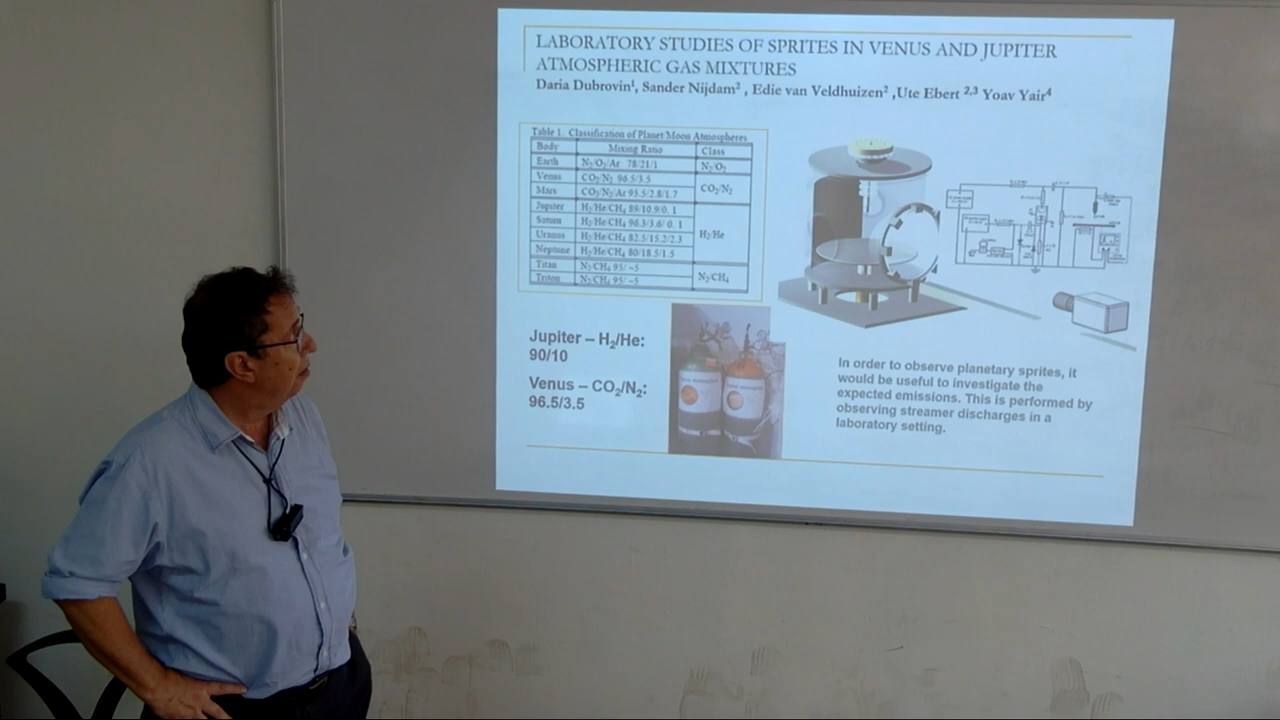 LABORATORY STUDIES OF SPRITES IN VENUS AND JUPITER
ATMOSPHERIC GAS MIXTURES
Daria Dubrovin¹, Sander Nijdam² , Edie van Veldhuizen² ,Ute Ebert ²,³ Yoav Yair⁴
Table 1. Classification of Planet/Moon Atmospheres
Body Mixing Ratio Class
Earth N₂/O₂/Ar 78/21/1 N₂/O₂
Venus CO₂/N₂ 96.5/3.5
Mars CO₂/N₂/Ar 95.5/2.8/1.7 CO₂/N₂
Jupiter H₂/He/CH₄ 89/10.9/0.1
Saturn H₂/He/CH₄ 96.3/3.6/0.1
Uranus H₂/He/CH₄ 82.5/15.2/2.3 H₂/He
Neptune H₂/He/CH₄ 80/18.5/1.5
Titan N₂/CH₄ 95/~5
Triton N₂/CH₄ 95/~5 N₂/CH₄
Jupiter – H₂/He:
90/10
Venus – CO₂/N₂:
96.5/3.5
In order to observe planetary sprites, it
would be useful to investigate the
expected emissions. This is performed by
observing streamer discharges in a
laboratory setting.